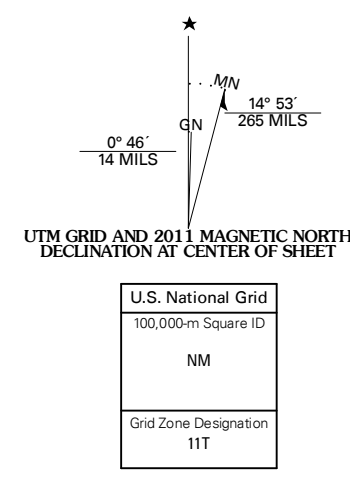 MN
GN
14° 53´
265 MILS
0° 46´
14 MILS
UTM GRID AND 2011 MAGNETIC NORTH
DECLINATION AT CENTER OF SHEET
U.S. National Grid
100,000-m Square ID
NM
Grid Zone Designation
11T